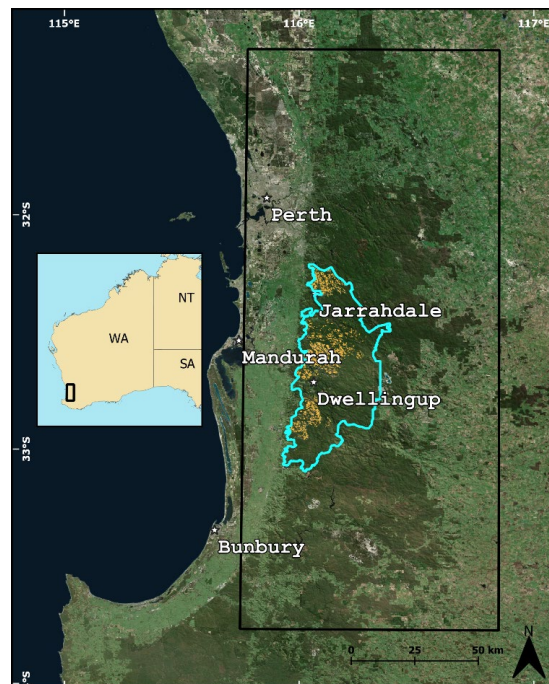 115°E
116°E
117°E
32°S
Perth
NT
WA
SA
Jarrahdale
Mandurah
Dwellingup
33°S
Bunbury
N
0
25
50 km